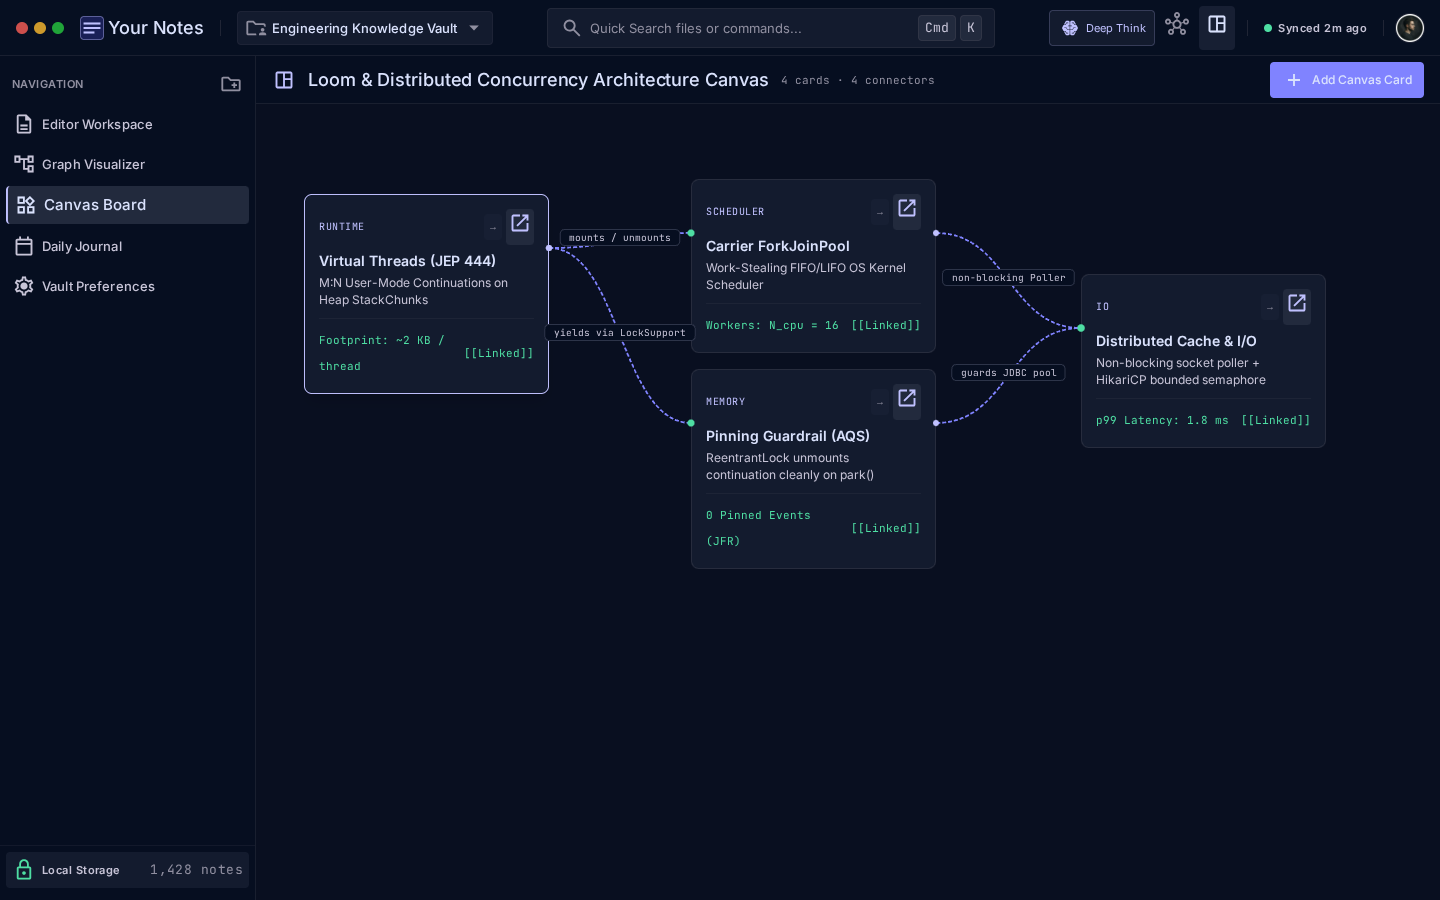 Your Notes
Engineering Knowledge Vault
Quick Search files or commands...
Cmd
K
Deep Think
Synced 2m ago
NAVIGATION
Editor Workspace
Graph Visualizer
Canvas Board
Daily Journal
Vault Preferences
Local Storage
1,428 notes
Loom & Distributed Concurrency Architecture Canvas
4 cards · 4 connectors
Add Canvas Card
RUNTIME
→
Virtual Threads (JEP 444)
M:N User-Mode Continuations on
Heap StackChunks
Footprint: ~2 KB /
thread
[[Linked]]
mounts / unmounts
yields via LockSupport
SCHEDULER
→
Carrier ForkJoinPool
Work-Stealing FIFO/LIFO OS Kernel
Scheduler
Workers: N_cpu = 16
[[Linked]]
MEMORY
→
Pinning Guardrail (AQS)
ReentrantLock unmounts
continuation cleanly on park()
0 Pinned Events
(JFR)
[[Linked]]
non-blocking Poller
guards JDBC pool
IO
→
Distributed Cache & I/O
Non-blocking socket poller +
HikariCP bounded semaphore
p99 Latency: 1.8 ms
[[Linked]]